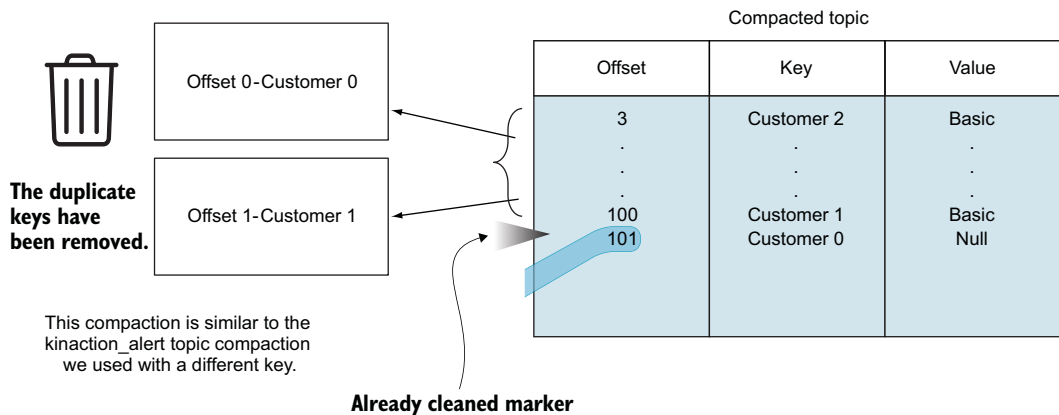 Compacted topic
Offset Key Value
Offset 0-Customer 0
3 Customer 2 Basic
. . .
. . .
. . .
The duplicate
keys have
been removed.
Offset 1-Customer 1
100 Customer 1 Basic
101 Customer 0 Null
This compaction is similar to the
kinaction_alert topic compaction
we used with a different key.
Already cleaned marker